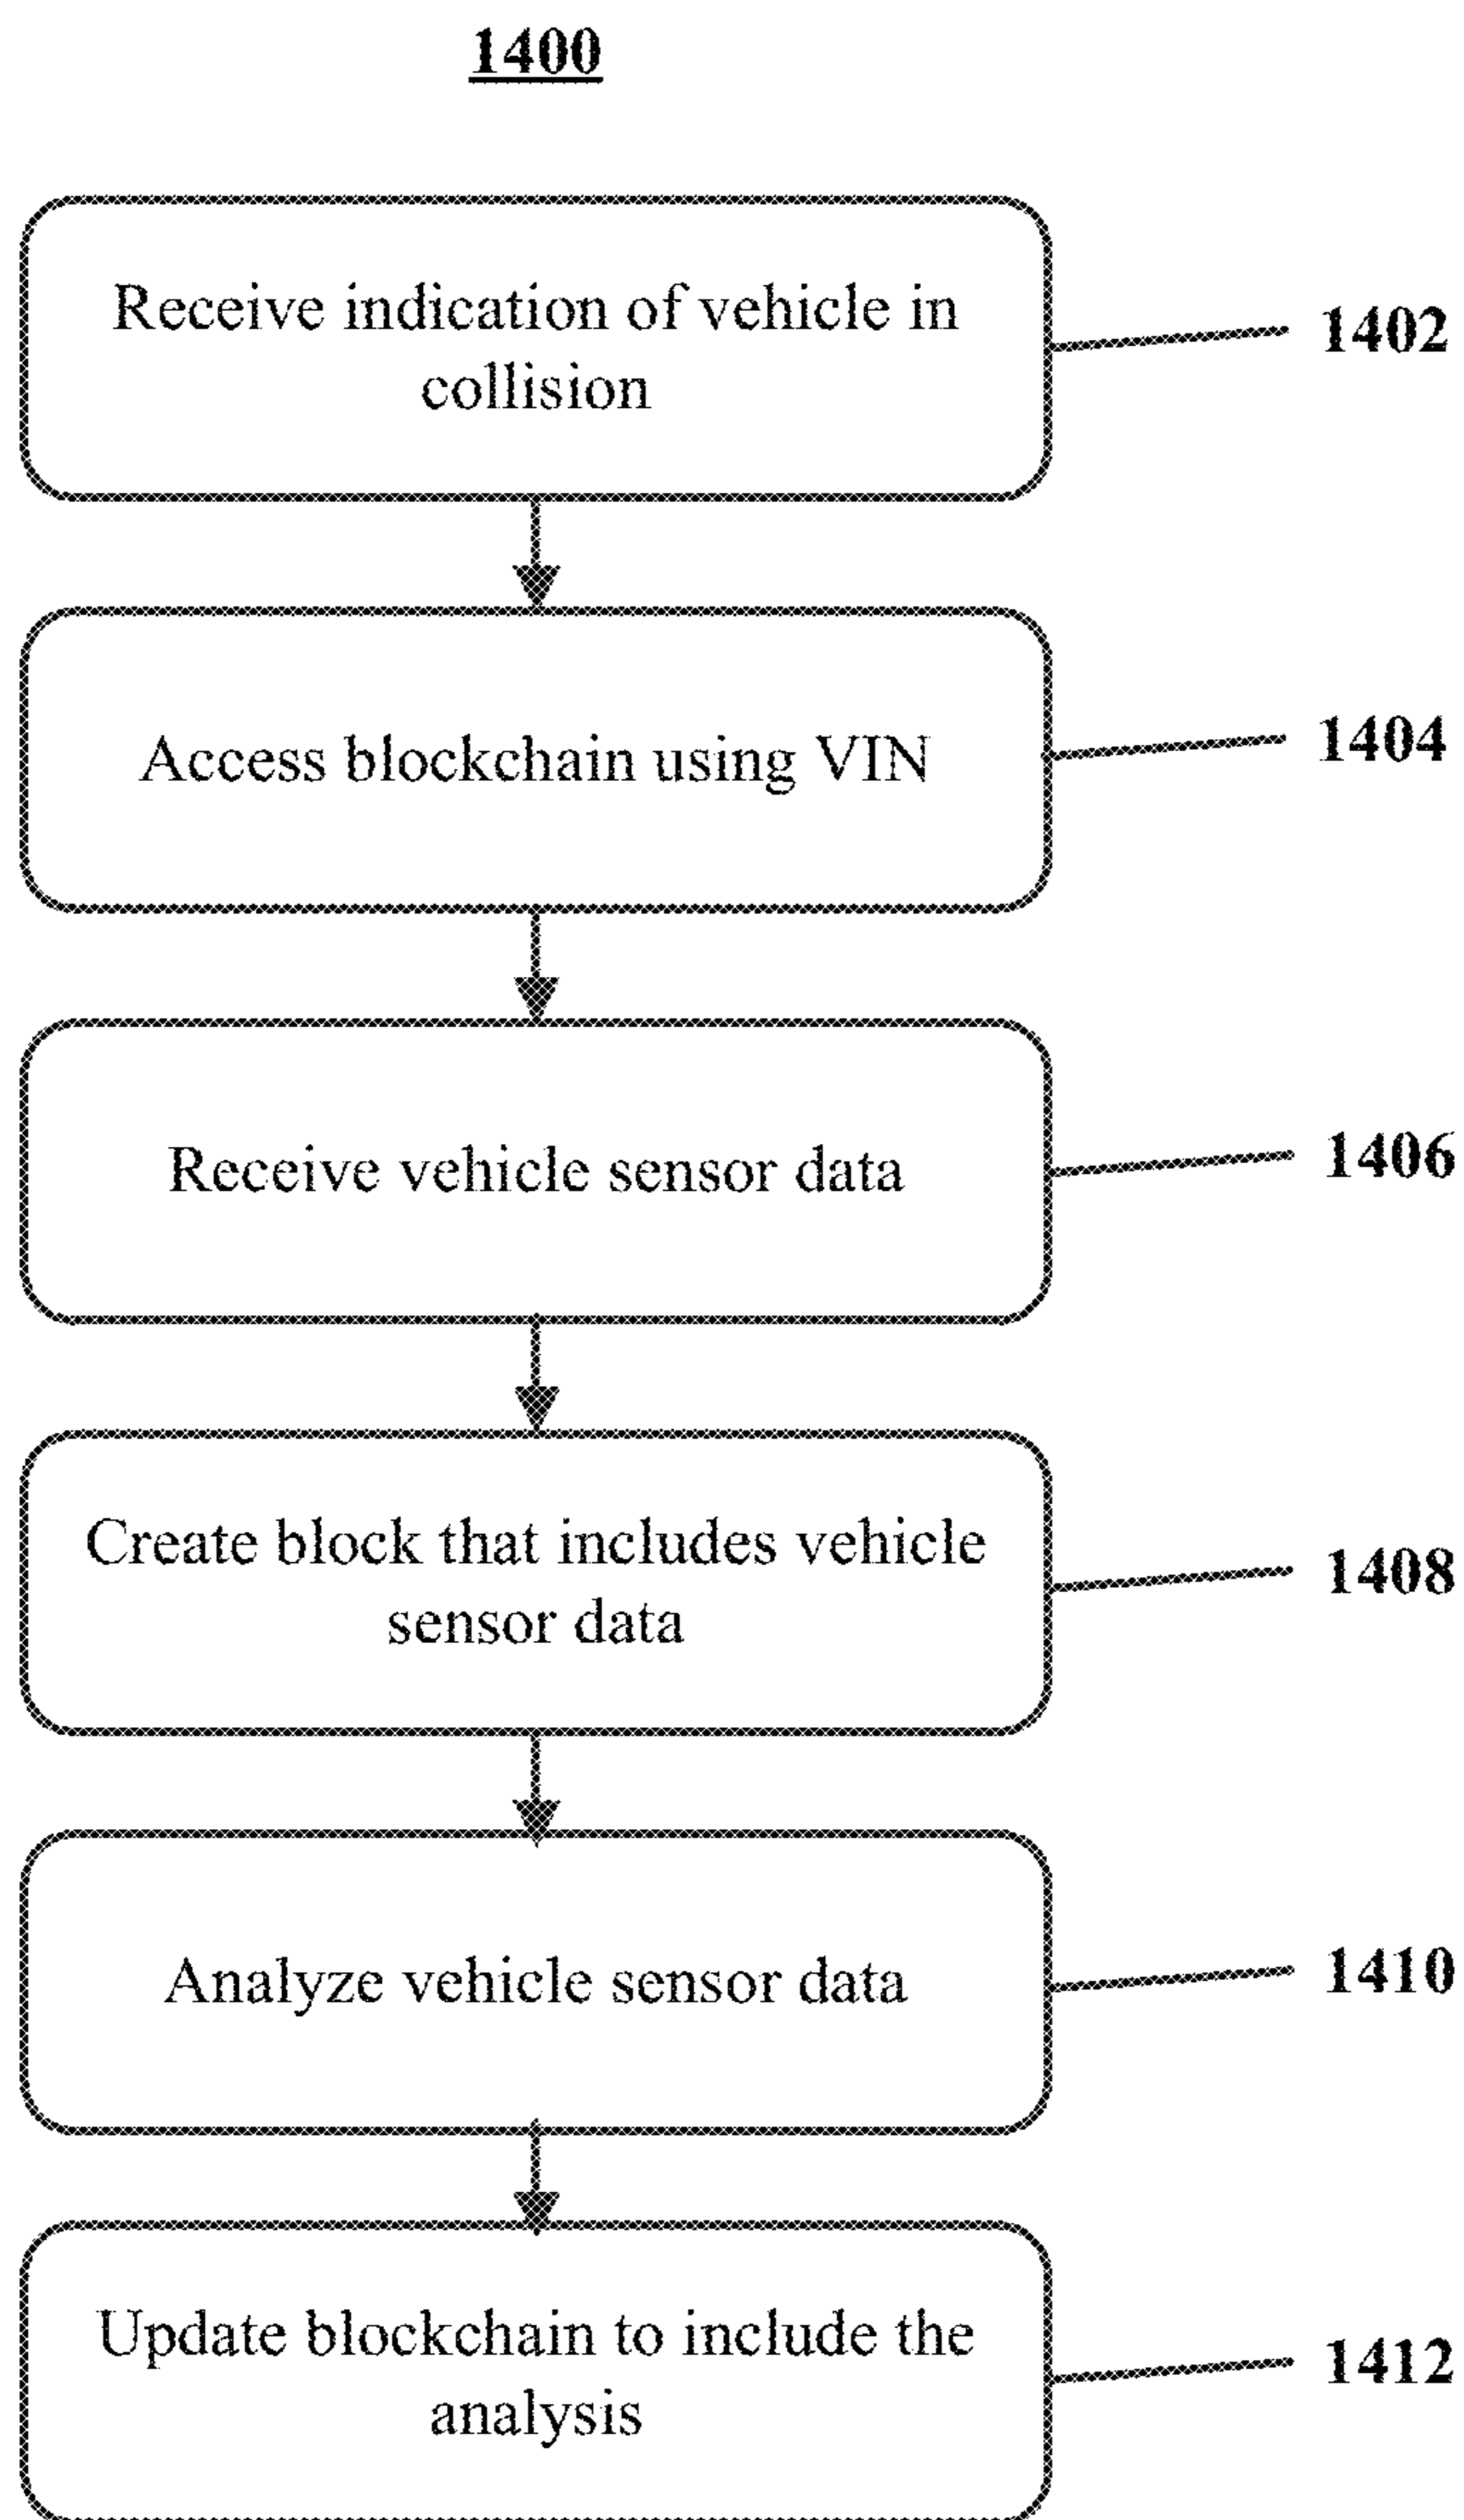 1400
Receive indication of vehicle in
collision
1402
Access blockchain using VIN
1404
Receive vehicle sensor data
1406
Create block that includes vehicle
sensor data
1408
Analyze vehicle sensor data
1410
Update blockchain to include the
analysis
1412